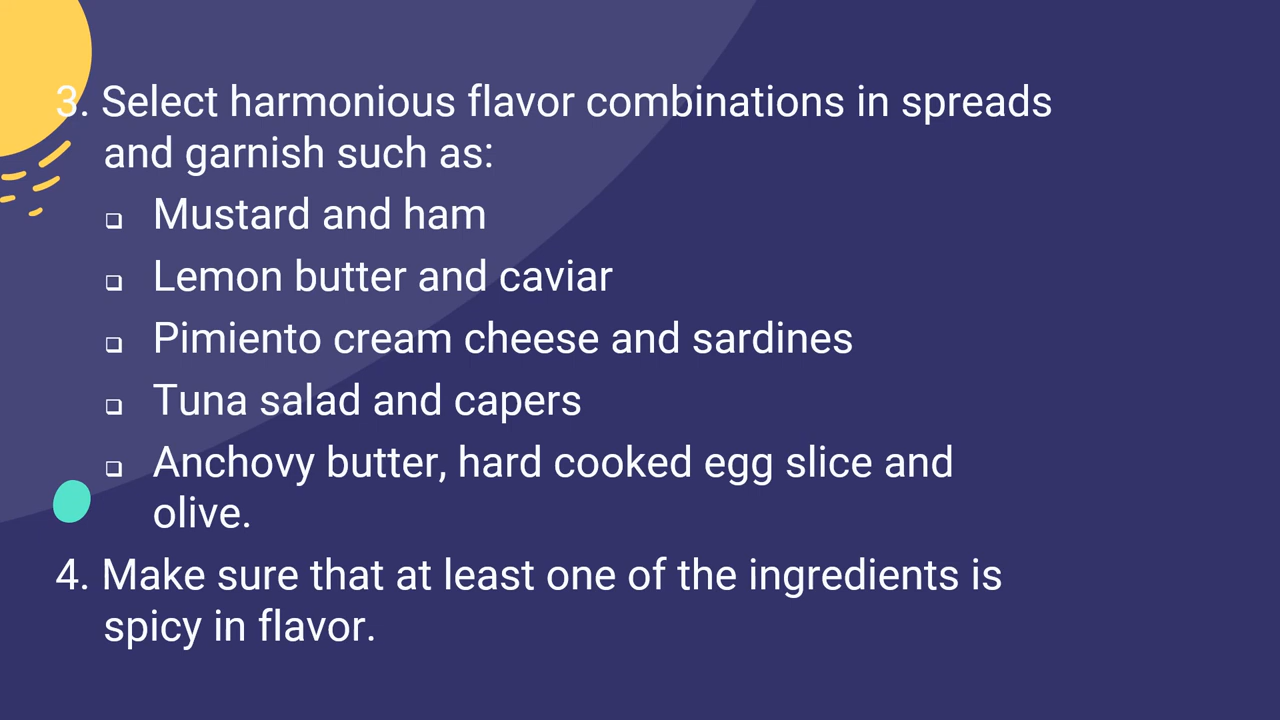 3. Select harmonious flavor combinations in spreads
and garnish such as:
❑ Mustard and ham
❑ Lemon butter and caviar
❑ Pimiento cream cheese and sardines
❑ Tuna salad and capers
❑ Anchovy butter, hard cooked egg slice and
olive.
4. Make sure that at least one of the ingredients is
spicy in flavor.